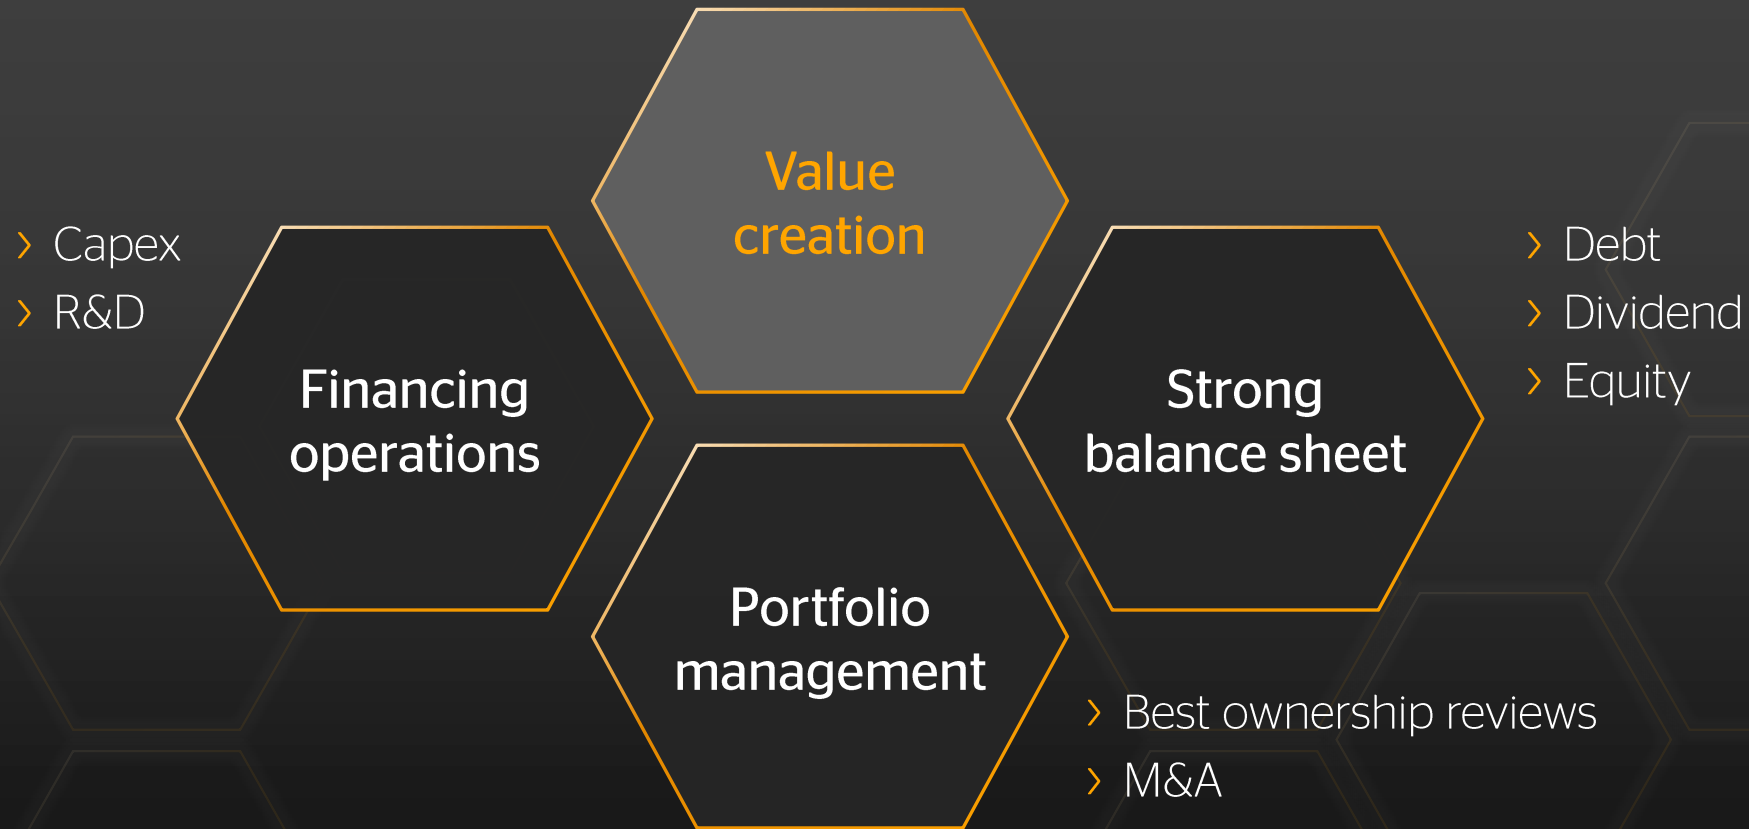 Value
creation
Capex
R&D
Financing
operations
Strong
balance sheet
Debt
Dividend
Equity
Portfolio
management
Best ownership reviews
M&A